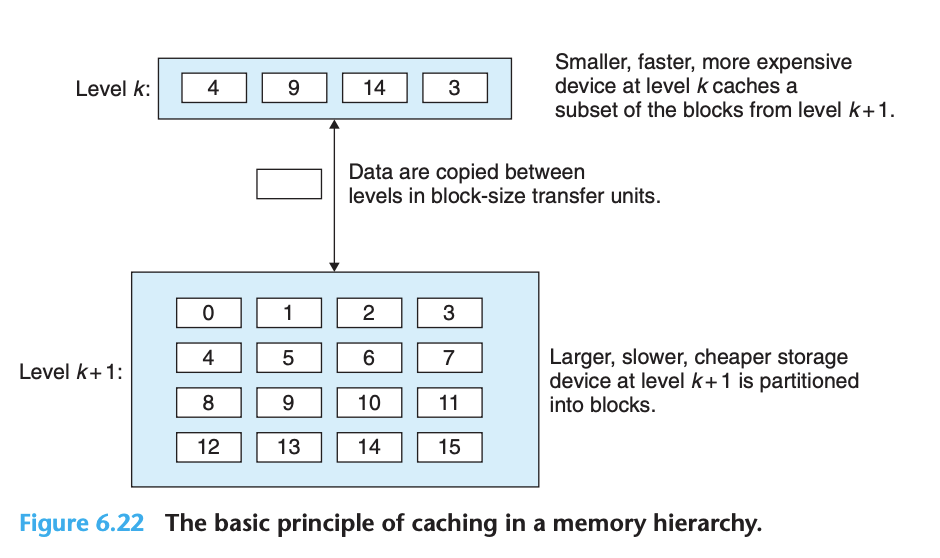 Level k:
4 9 14 3
Smaller, faster, more expensive
device at level k caches a
subset of the blocks from level k+1.
Data are copied between
levels in block-size transfer units.
Level k+1:
0 1 2 3
4 5 6 7
8 9 10 11
12 13 14 15
Larger, slower, cheaper storage
device at level k+1 is partitioned
into blocks.
Figure 6.22 The basic principle of caching in a memory hierarchy.